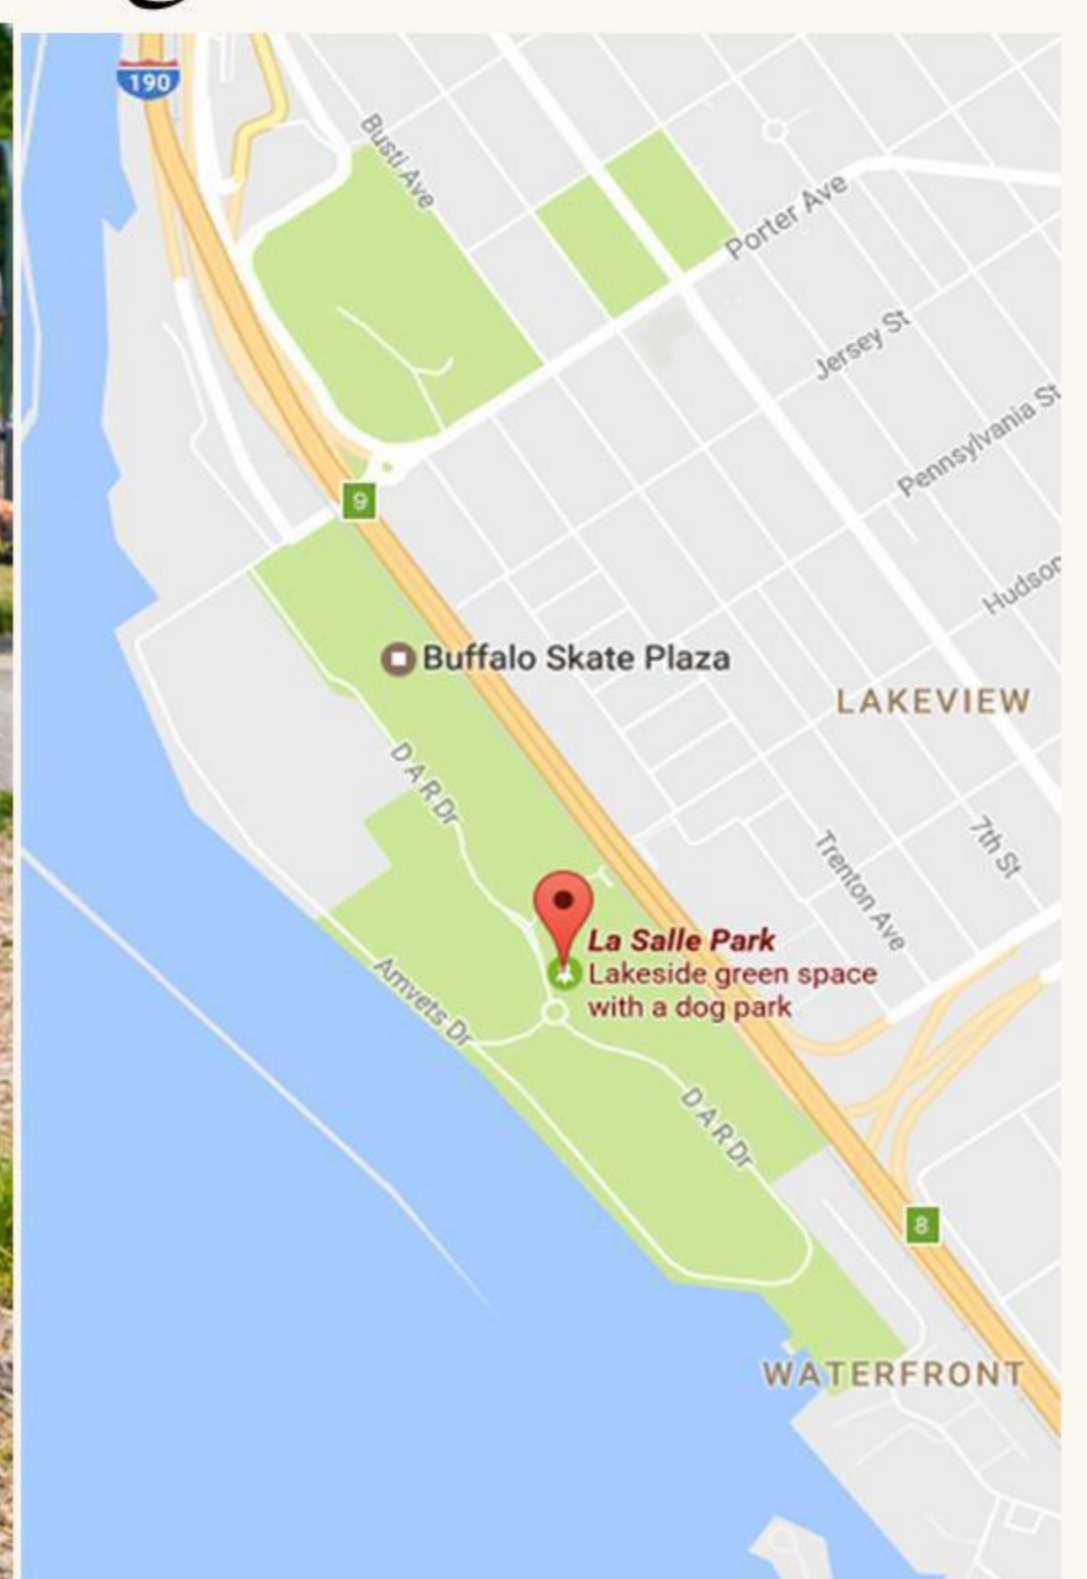 190
Busti Ave
Porter Ave
Jersey St
Pennsylvania St
9
Hudson
Buffalo Skate Plaza
LAKEVIEW
D A R Dr
7th St
Trenton Ave
La Salle Park
Lakeside green space
with a dog park
Amvets Dr
D A R Dr
8
WATERFRONT